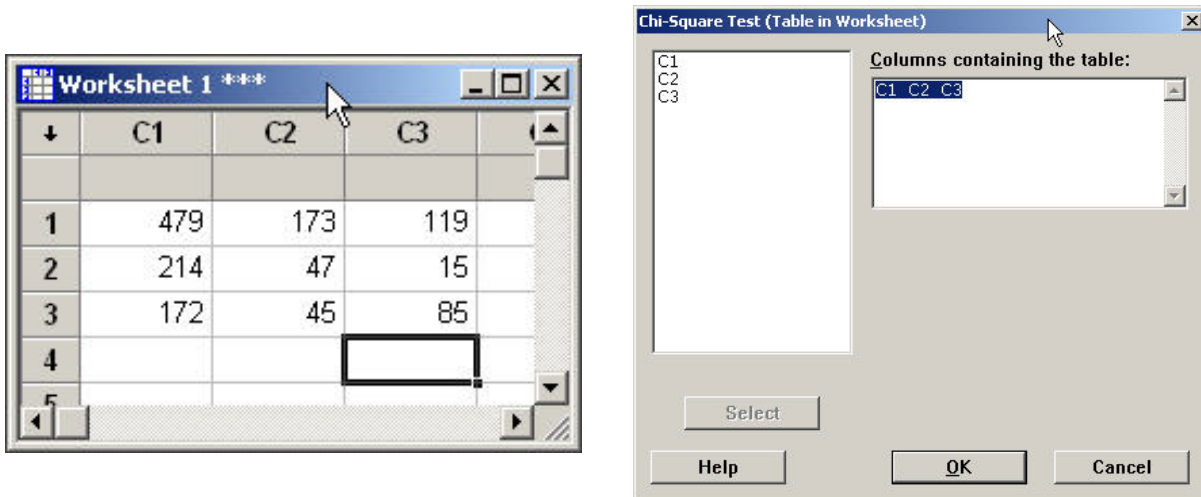 Worksheet 1 ***
↓ C1 C2 C3
1 479 173 119
2 214 47 15
3 172 45 85
4
5
Chi-Square Test (Table in Worksheet)
C1
C2
C3
Columns containing the table:
C1 C2 C3
Select
Help OK Cancel